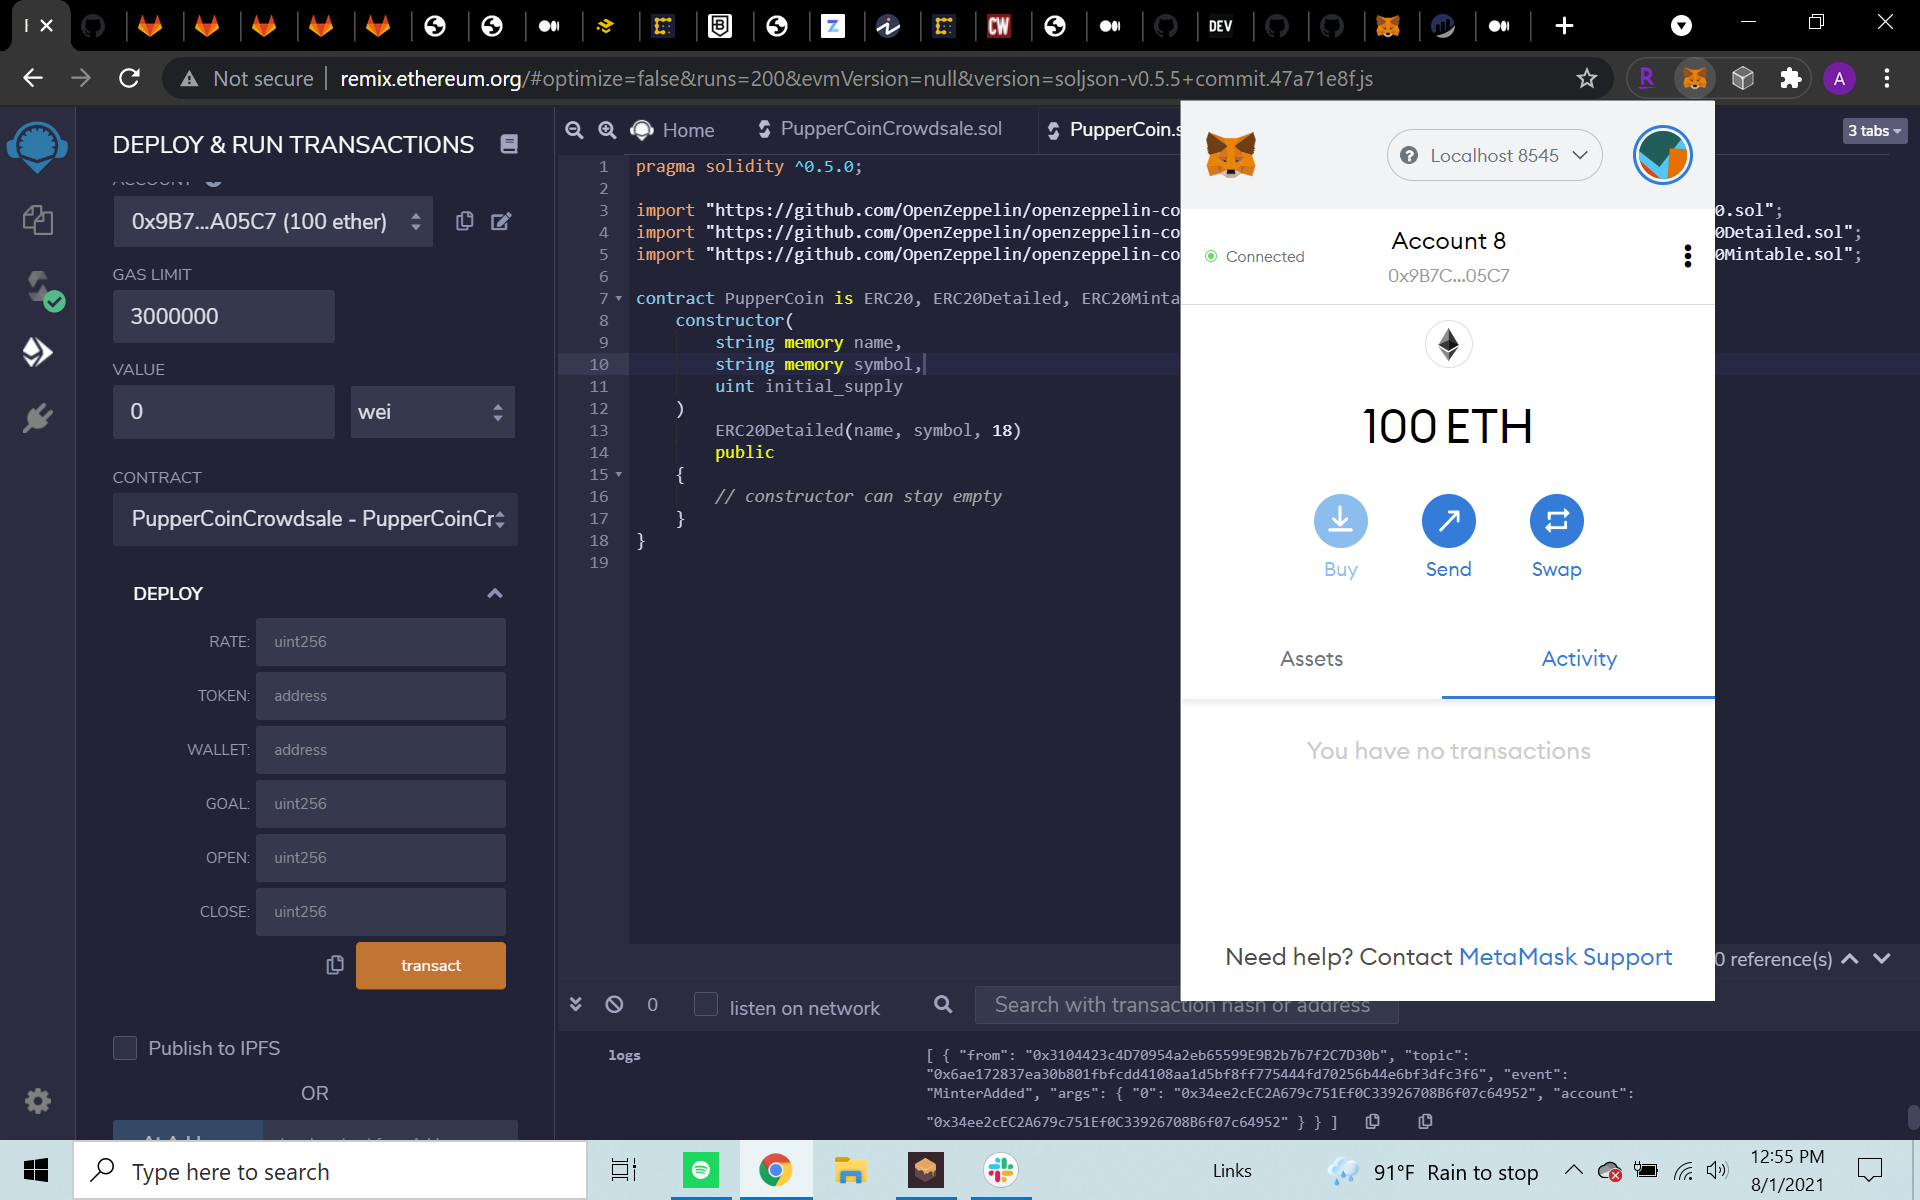 DEV
CW
Not secure
remix.ethereum.org/#optimize=false&runs=200&evmVersion=null&version=soljson-v0.5.5+commit.47a71e8f.js
R
A
DEPLOY & RUN TRANSACTIONS
ACCOUNT
0x9B7...A05C7 (100 ether)
GAS LIMIT
3000000
VALUE
0
wei
CONTRACT
PupperCoinCrowdsale - PupperCoinCr
DEPLOY
RATE:
uint256
TOKEN:
address
WALLET:
address
GOAL:
uint256
OPEN:
uint256
CLOSE:
uint256
transact
Publish to IPFS
OR
Home
PupperCoinCrowdsale.sol
PupperCoin.s
3 tabs
1 pragma solidity ^0.5.0;
2
3 import "https://github.com/OpenZeppelin/openzeppelin-co 0.sol";
4 import "https://github.com/OpenZeppelin/openzeppelin-co 0Detailed.sol";
5 import "https://github.com/OpenZeppelin/openzeppelin-co 0Mintable.sol";
6
7 contract PupperCoin is ERC20, ERC20Detailed, ERC20Minta
8 constructor(
9 string memory name,
10 string memory symbol,
11 uint initial_supply
12 )
13 ERC20Detailed(name, symbol, 18)
14 public
15 {
16 // constructor can stay empty
17 }
18 }
19
Localhost 8545
Connected
Account 8
0x9B7C...05C7
100 ETH
Buy
Send
Swap
Assets
Activity
You have no transactions
Need help? Contact MetaMask Support
0 reference(s)
0
listen on network
Search with transaction hash or address
logs
[ { "from": "0x3104423c4D70954a2eb65599E9B2b7b7f2C7D30b", "topic":
"0x6ae172837ea30b801fbfcdd4108aa1d5bf8ff775444fd70256b44e6bf3dfc3f6", "event":
"MinterAdded", "args": { "0": "0x34ee2cEC2A679c751Ef0C33926708B6f07c64952", "account":
"0x34ee2cEC2A679c751Ef0C33926708B6f07c64952" } } ]
Type here to search
Links
91°F Rain to stop
12:55 PM
8/1/2021